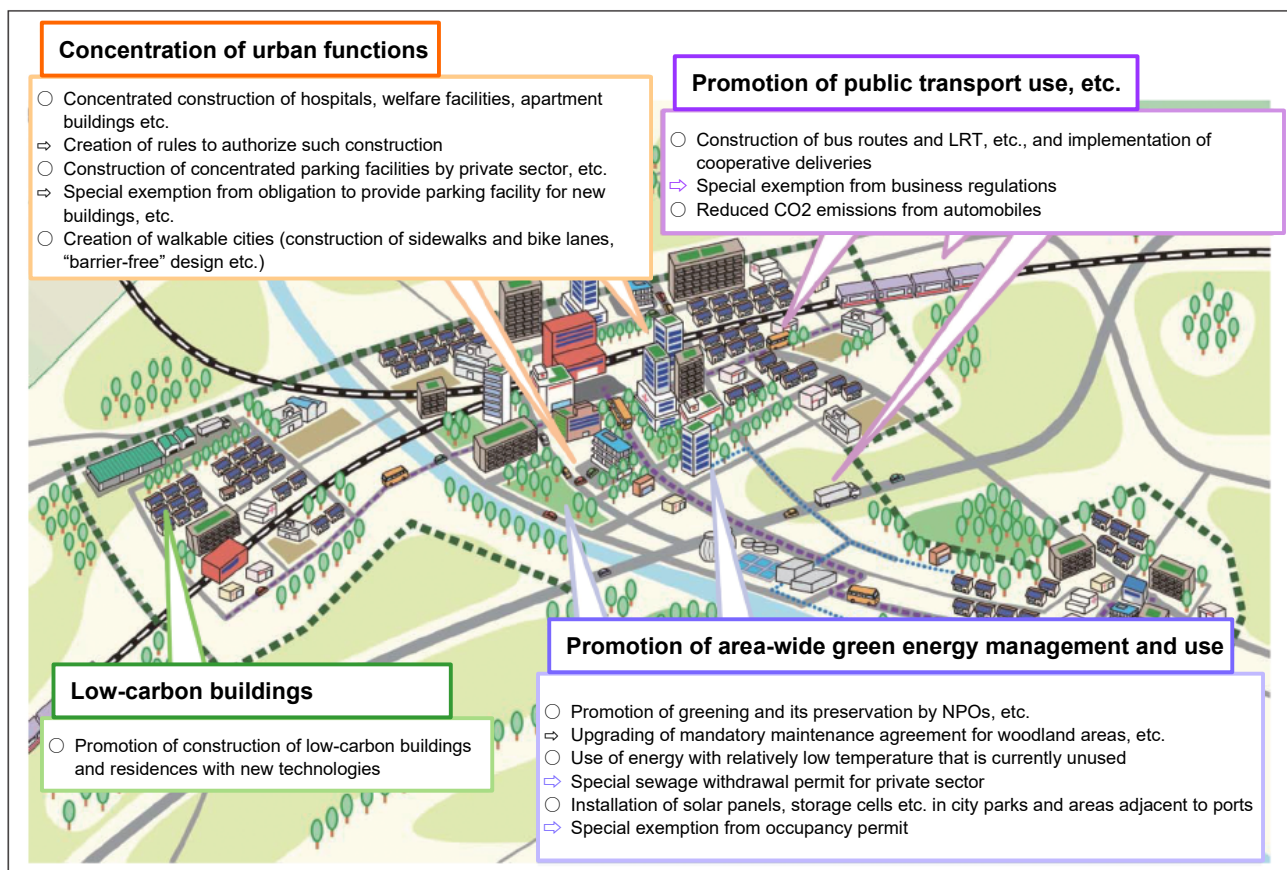 Concentration of urban functions
○ Concentrated construction of hospitals, welfare facilities, apartment
buildings etc.
⇨ Creation of rules to authorize such construction
○ Construction of concentrated parking facilities by private sector, etc.
⇨ Special exemption from obligation to provide parking facility for new
buildings, etc.
○ Creation of walkable cities (construction of sidewalks and bike lanes,
“barrier-free” design etc.)
Promotion of public transport use, etc.
○ Construction of bus routes and LRT, etc., and implementation of
cooperative deliveries
⇨ Special exemption from business regulations
○ Reduced CO2 emissions from automobiles
Low-carbon buildings
○ Promotion of construction of low-carbon buildings
and residences with new technologies
Promotion of area-wide green energy management and use
○ Promotion of greening and its preservation by NPOs, etc.
⇨ Upgrading of mandatory maintenance agreement for woodland areas, etc.
○ Use of energy with relatively low temperature that is currently unused
⇨ Special sewage withdrawal permit for private sector
○ Installation of solar panels, storage cells etc. in city parks and areas adjacent to ports
⇨ Special exemption from occupancy permit